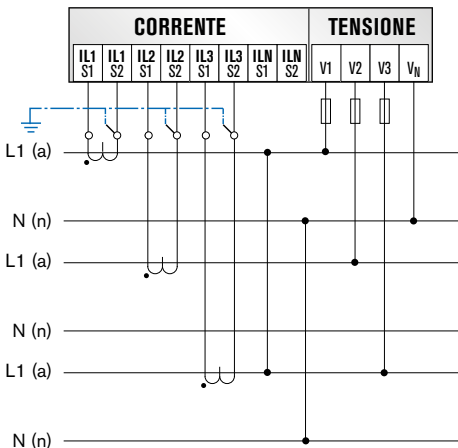 CORRENTE TENSIONE
IL1 IL1 IL2 IL2 IL3 IL3 ILN ILN V1 V2 V3 VN
S1 S2 S1 S2 S1 S2 S1 S2
L1 (a)
N (n)
L1 (a)
N (n)
L1 (a)
N (n)